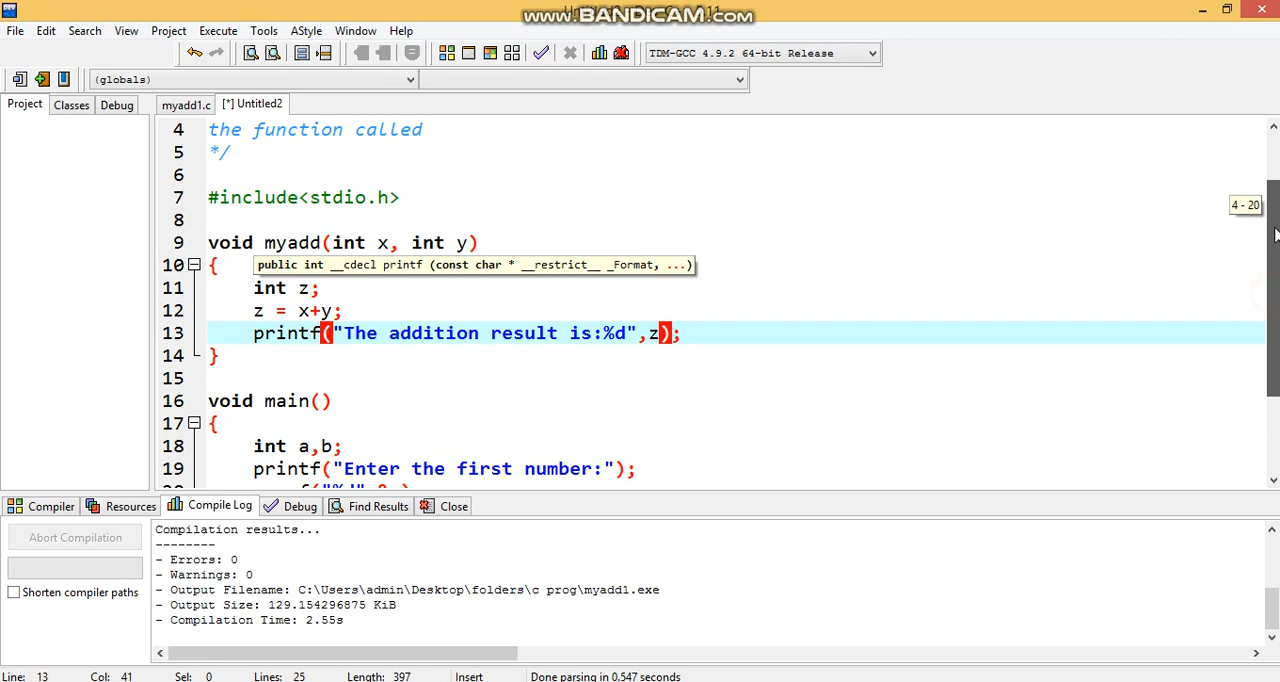 www.BANDICAM.com
File Edit Search View Project Execute Tools AStyle Window Help
TDM-GCC 4.9.2 64-bit Release
(globals)
Project Classes Debug myadd1.c [*] Untitled2
4 the function called
5 */
6
7 #include<stdio.h>
8
4 - 20
9 void myadd(int x, int y)
10 {
public int __cdecl printf (const char * __restrict__ _Format, ...)
11 int z;
12 z = x+y;
13 printf("The addition result is:%d",z);
14 }
15
16 void main()
17 {
18 int a,b;
19 printf("Enter the first number:");
Compiler Resources Compile Log Debug Find Results Close
Abort Compilation
Shorten compiler paths
Compilation results...
--------
- Errors: 0
- Warnings: 0
- Output Filename: C:\Users\admin\Desktop\folders\c prog\myadd1.exe
- Output Size: 129.154296875 KiB
- Compilation Time: 2.55s
Line: 13 Col: 41 Sel: 0 Lines: 25 Length: 397 Insert Done parsing in 0.547 seconds